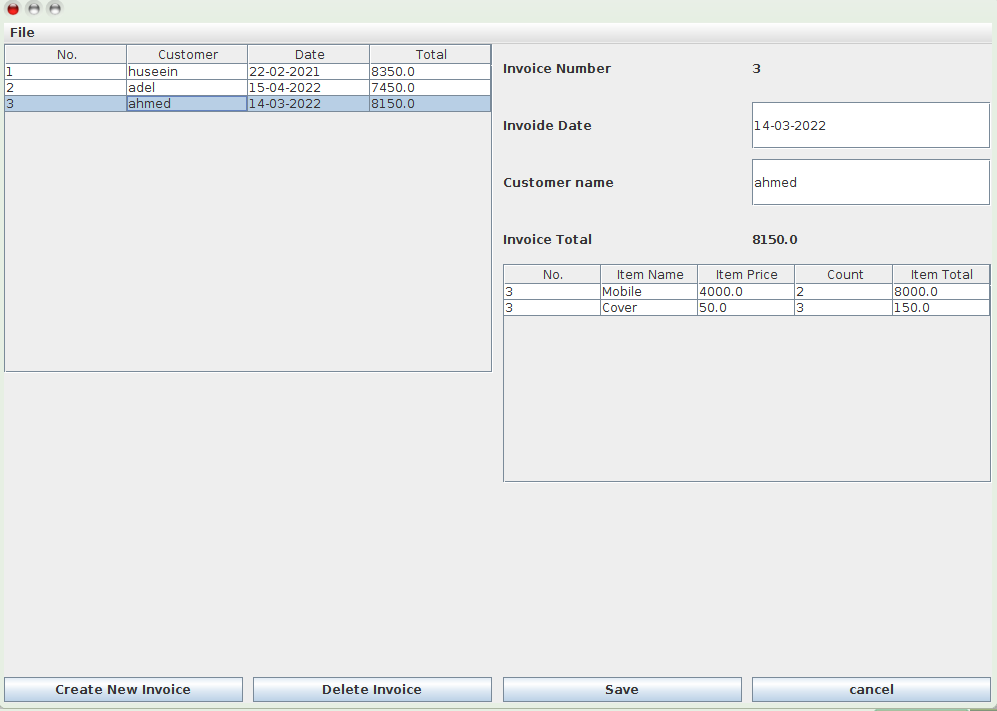 File
No. Customer Date Total
1 huseein 22-02-2021 8350.0
2 adel 15-04-2022 7450.0
3 ahmed 14-03-2022 8150.0
Invoice Number 3
Invoide Date 14-03-2022
Customer name ahmed
Invoice Total 8150.0
No. Item Name Item Price Count Item Total
3 Mobile 4000.0 2 8000.0
3 Cover 50.0 3 150.0
Create New Invoice Delete Invoice Save cancel